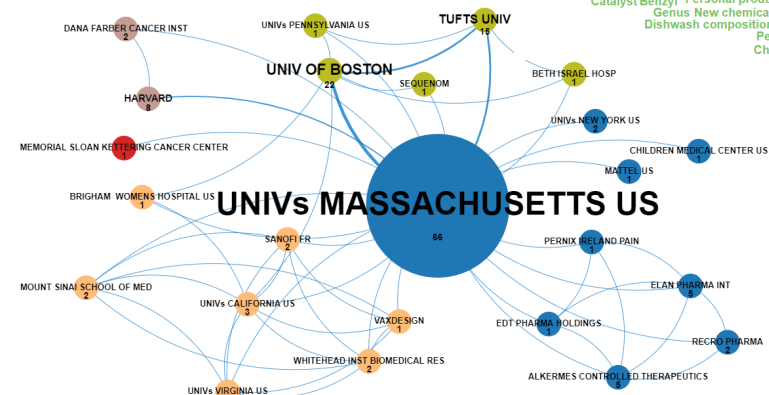 Catalyst Benzyl Personal produ
Genus New chemica
Dishwash composition
Pe
Ch
DANA FARBER CANCER INST
2
UNIVs PENNSYLVANIA US
1
TUFTS UNIV
15
UNIV OF BOSTON
22
SEQUENOM
1
BETH ISRAEL HOSP
1
HARVARD
8
UNIVs NEW YORK US
2
MEMORIAL SLOAN KETTERING CANCER CENTER
1
CHILDREN MEDICAL CENTER US
1
MATTEL US
1
BRIGHAM WOMENS HOSPITAL US
1
UNIVs MASSACHUSETTS US
66
SANOFI FR
2
PERNIX IRELAND PAIN
1
MOUNT SINAI SCHOOL OF MED
2
ELAN PHARMA INT
5
UNIVs CALIFORNIA US
3
VAXDESIGN
1
EDT PHARMA HOLDINGS
1
RECRO PHARMA
2
WHITEHEAD INST BIOMEDICAL RES
2
ALKERMES CONTROLLED THERAPEUTICS
5
UNIVs VIRGINIA US